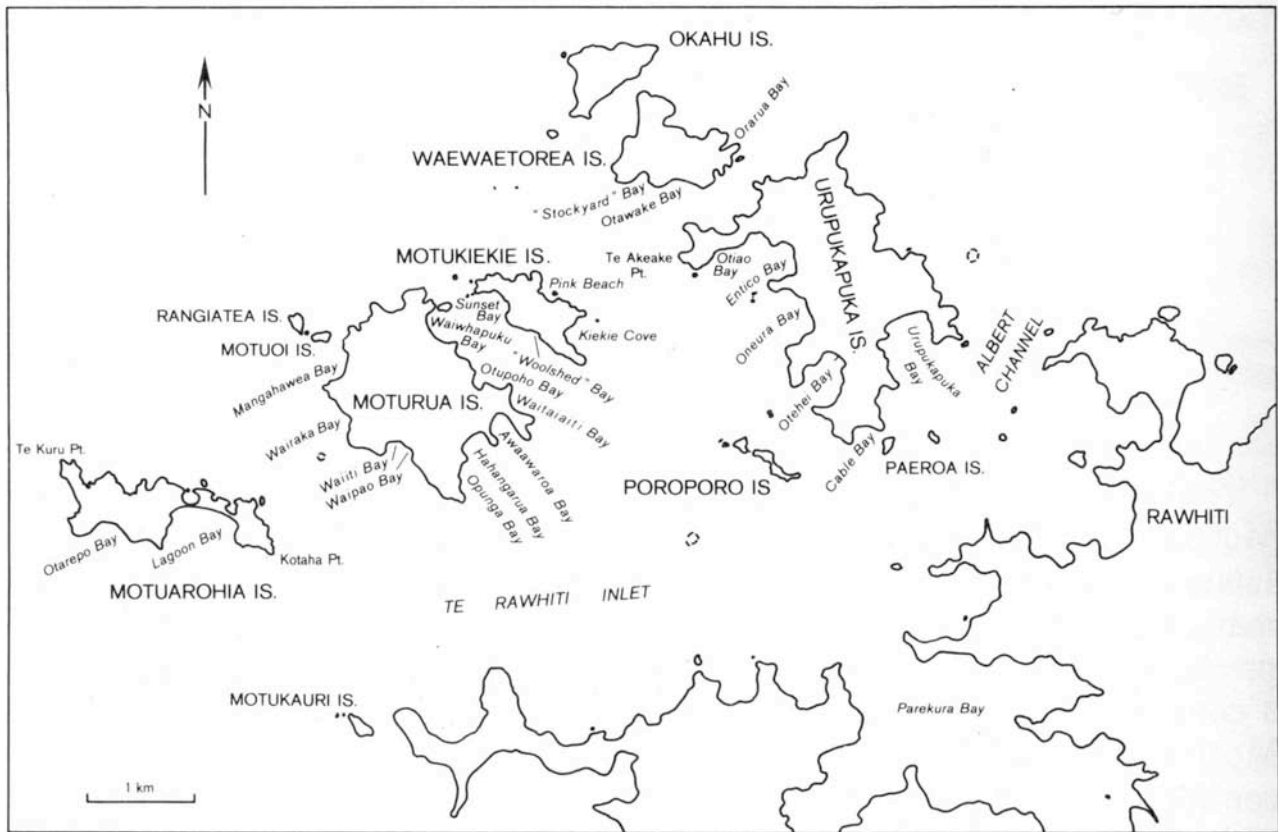 OKAHU IS.
N
Orarua Bay
WAEWAETOREA IS.
"Stockyard" Bay
Otawake Bay
URUPUKAPUKA IS.
MOTUKIEKIE IS.
Te Akeake
Pt.
Otiao
Bay
Entico Bay
Pink Beach
Sunset
Bay
RANGIATEA IS.
Kiekie Cove
Waiwhapuku
Bay
Oneura Bay
ALBERT
CHANNEL
Urupukapuka
Bay
MOTUOI IS.
"Woolshed" Bay
Otupoho Bay
Mangahawea Bay
Waitaraiti Bay
Otehei Bay
MOTURUA IS.
Wairaka Bay
Awaawaroa Bay
Te Kuru Pt.
Hahangarua Bay
Waiiti Bay
Waipao Bay
Opunga Bay
Cable Bay
PAEROA IS.
POROPORO IS
RAWHITI
Otarepo Bay
Lagoon Bay
Kotaha Pt.
MOTUAROHIA IS.
TE RAWHITI INLET
MOTUKAURI IS.
Parekura Bay
1 km